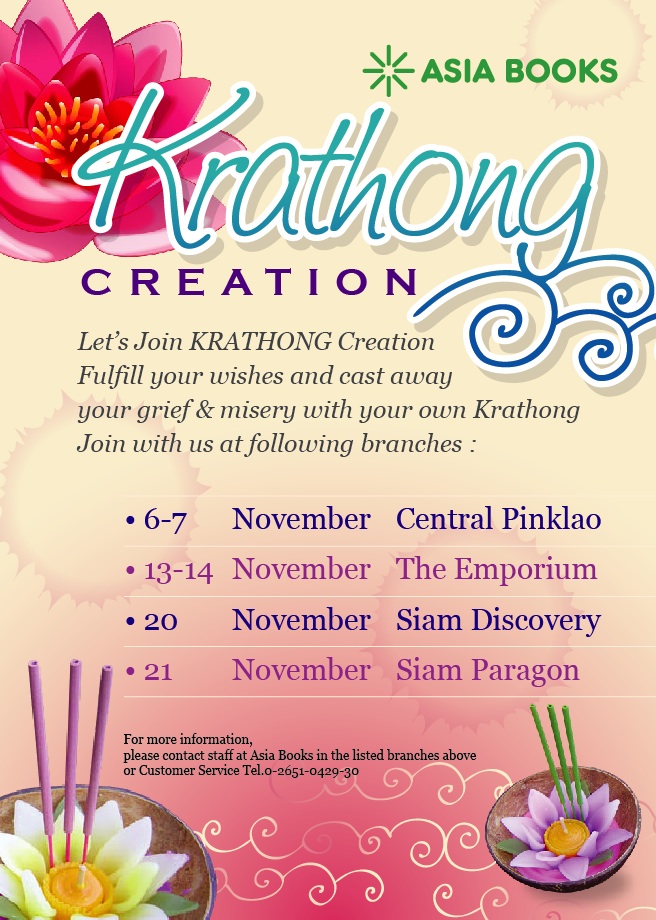 ASIA BOOKS
Krathong
CREATION
Let's Join KRATHONG Creation
Fulfill your wishes and cast away
your grief & misery with your own Krathong
Join with us at following branches :
• 6-7 November Central Pinklao
• 13-14 November The Emporium
• 20 November Siam Discovery
• 21 November Siam Paragon
For more information,
please contact staff at Asia Books in the listed branches above
or Customer Service Tel.0-2651-0429-30